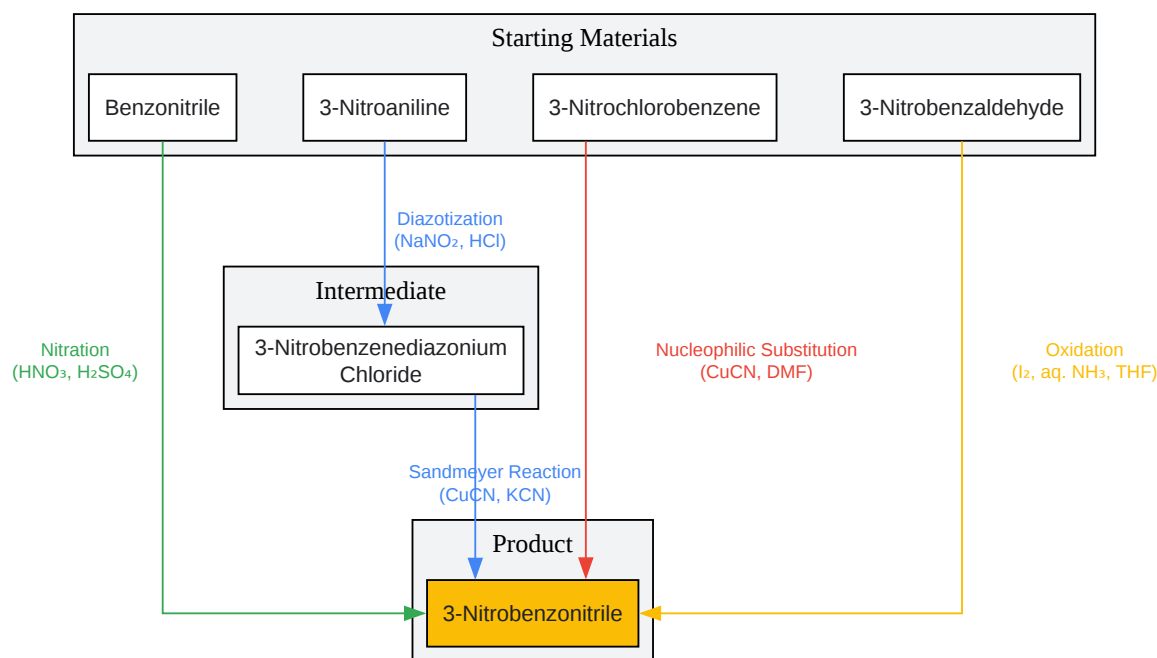 Starting Materials
Benzonitrile
3-Nitroaniline
3-Nitrochlorobenzene
3-Nitrobenzaldehyde
Diazotization
(NaNO₂, HCl)
Intermediate
3-Nitrobenzenediazonium
Chloride
Nitration
(HNO₃, H₂SO₄)
Nucleophilic Substitution
(CuCN, DMF)
Oxidation
(I₂, aq. NH₃, THF)
Sandmeyer Reaction
(CuCN, KCN)
Product
3-Nitrobenzonitrile